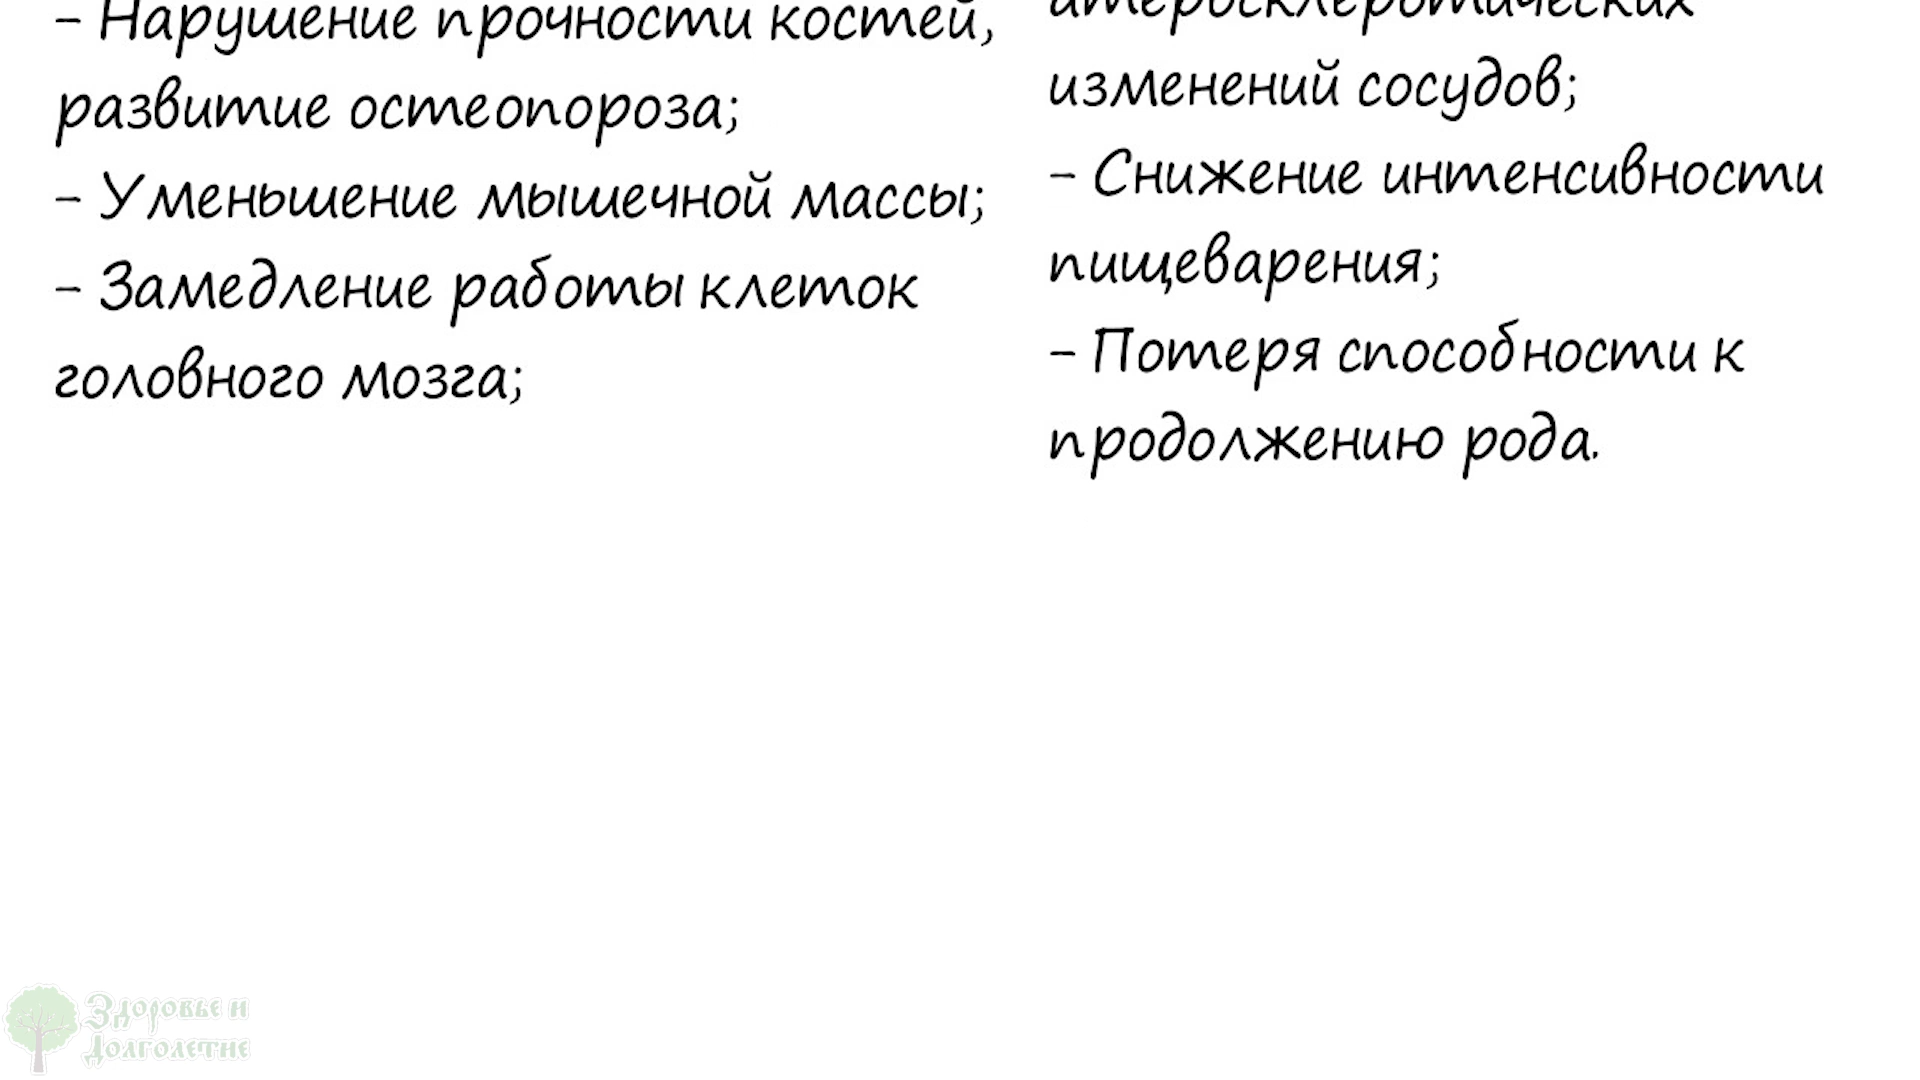 - Нарушение прочности костей,
развитие остеопороза;
- Уменьшение мышечной массы;
- Замедление работы клеток
головного мозга;
атеросклеротических
изменений сосудов;
- Снижение интенсивности
пищеварения;
- Потеря способности к
продолжению рода.
Здоровье и
Долголетие